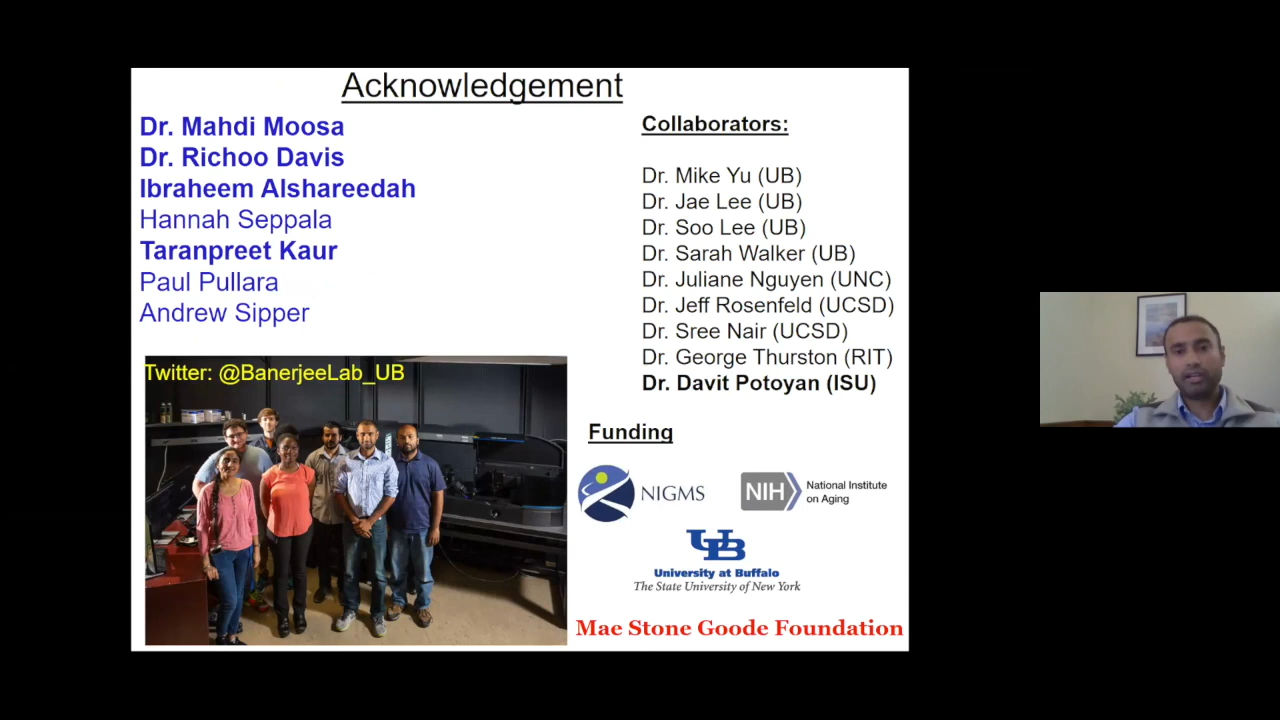 Acknowledgement
Dr. Mahdi Moosa
Dr. Richoo Davis
Ibraheem Alshareedah
Hannah Seppala
Taranpreet Kaur
Paul Pullara
Andrew Sipper
Twitter: @BanerjeeLab_UB
Collaborators:
Dr. Mike Yu (UB)
Dr. Jae Lee (UB)
Dr. Soo Lee (UB)
Dr. Sarah Walker (UB)
Dr. Juliane Nguyen (UNC)
Dr. Jeff Rosenfeld (UCSD)
Dr. Sree Nair (UCSD)
Dr. George Thurston (RIT)
Dr. Davit Potoyan (ISU)
Funding
NIGMS
NIH National Institute
on Aging
UB
University at Buffalo
The State University of New York
Mae Stone Goode Foundation